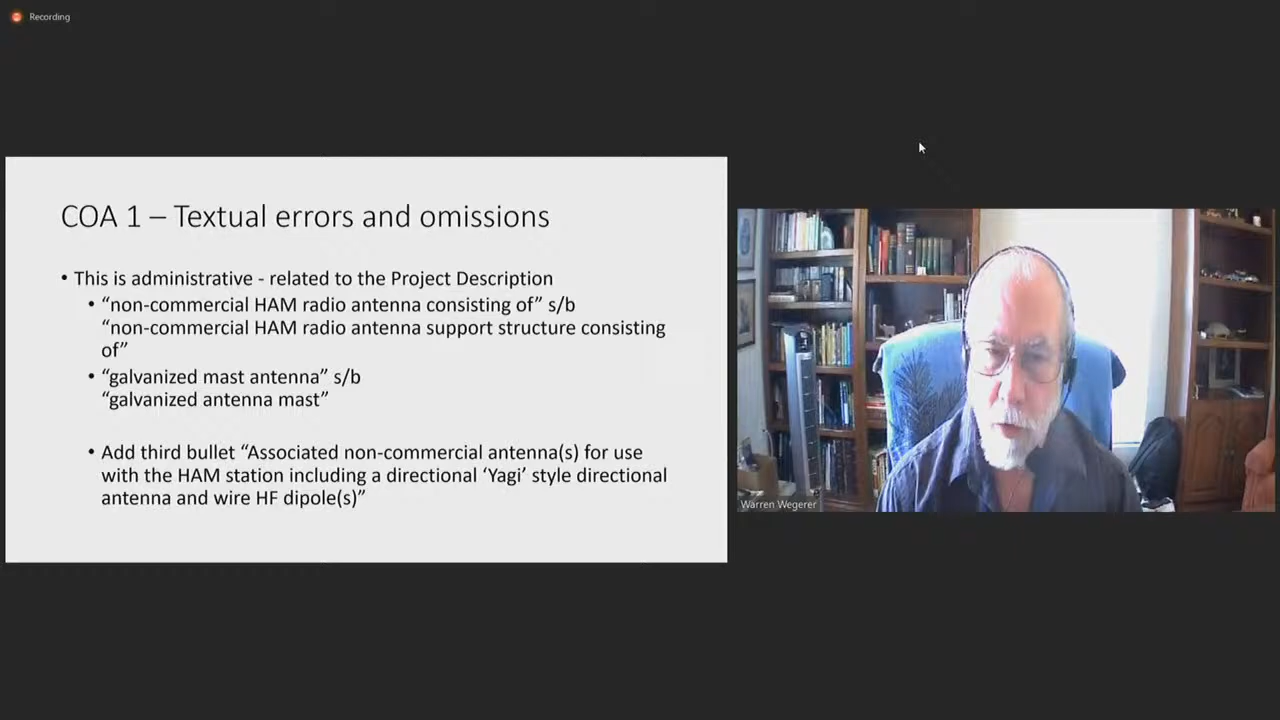 Recording
COA 1 – Textual errors and omissions
• This is administrative - related to the Project Description
• “non-commercial HAM radio antenna consisting of” s/b
“non-commercial HAM radio antenna support structure consisting
of”
• “galvanized mast antenna” s/b
“galvanized antenna mast”
• Add third bullet “Associated non-commercial antenna(s) for use
with the HAM station including a directional ‘Yagi’ style directional
antenna and wire HF dipole(s)”
Warren Wegerer